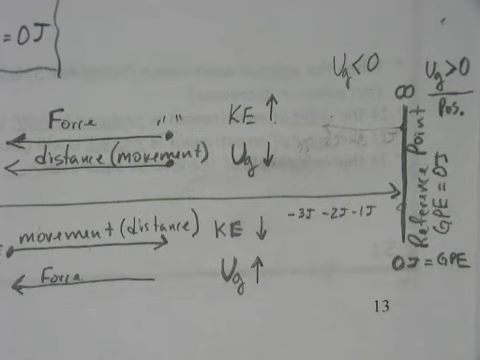 = 0J
Ug<0
∞
Ug>0
Pos.
Force
" "
KE ↑
distance (movement)
Ug ↓
Reference Point
GPE = 0J
-3J -2J -1J
movement (distance)
KE ↓
Force
Ug ↑
0J = GPE
13